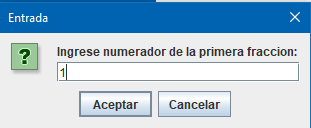 Entrada
?
Ingrese numerador de la primera fraccion:
1
Aceptar Cancelar